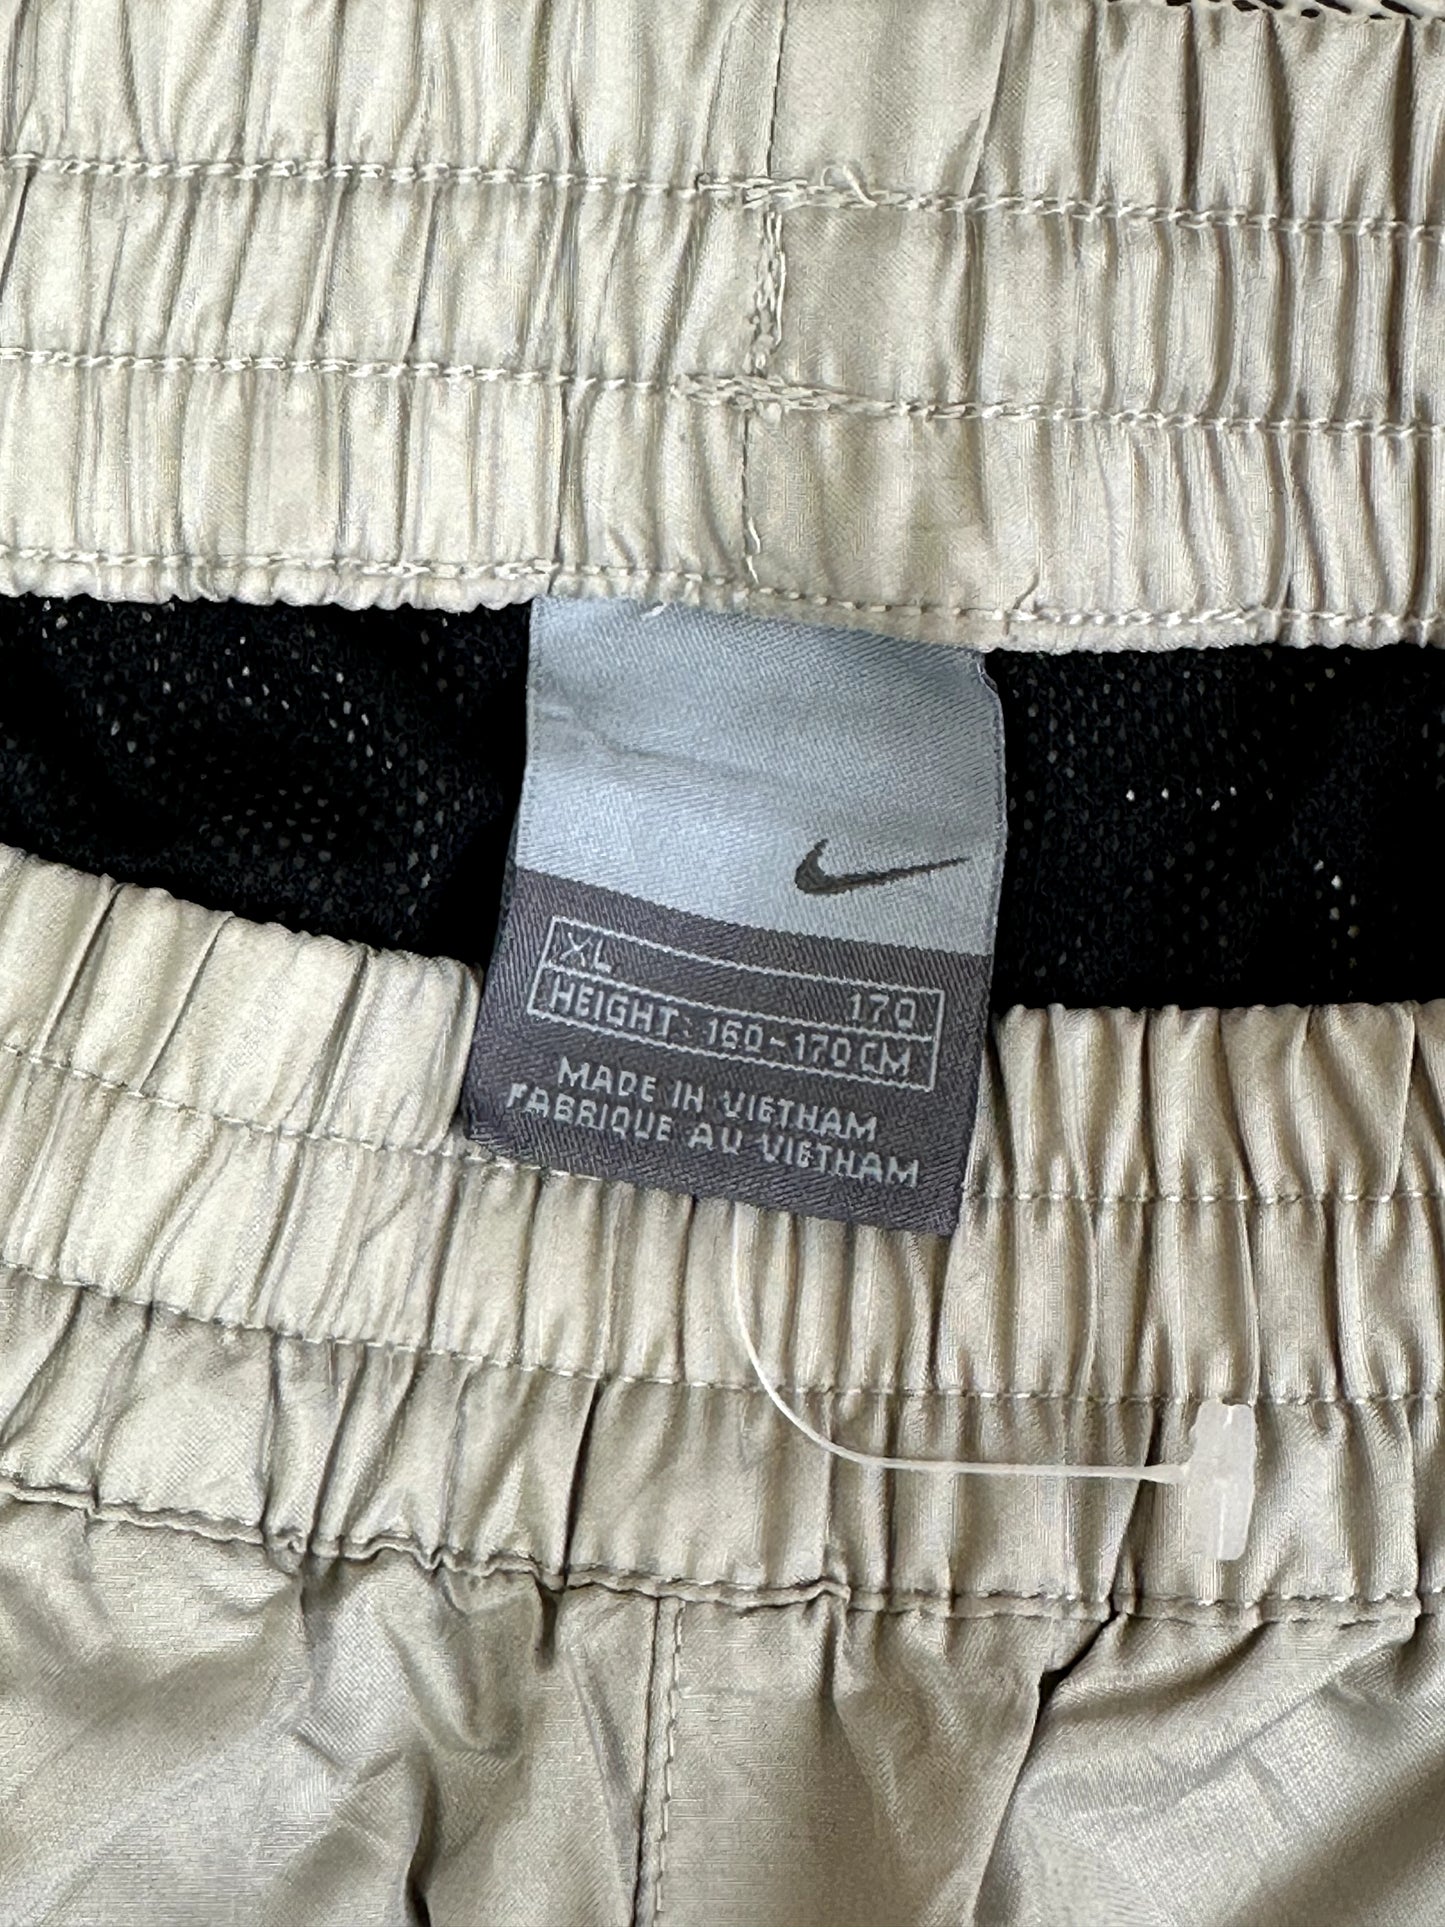 XL
170
HEIGHT: 160-170CM
MADE IN VIETNAM
FABRIQUE AU VIETNAM